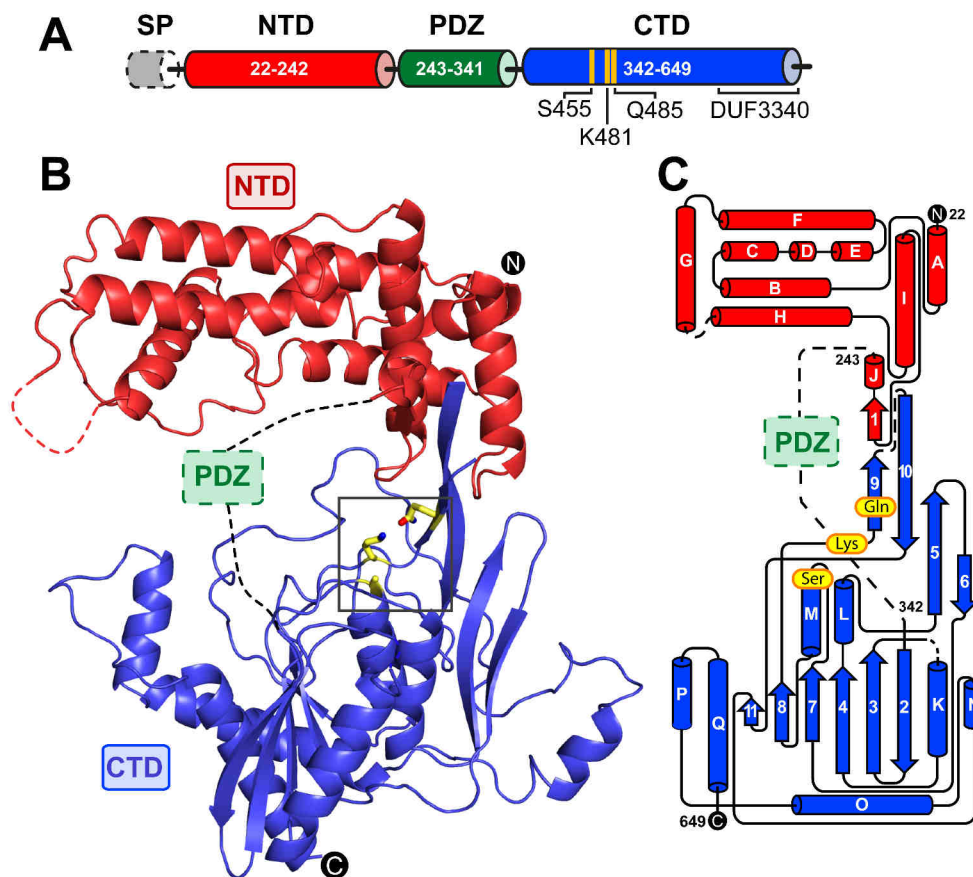 A
SP NTD PDZ CTD
22-242 243-341 342-649
S455 Q485 DUF3340
K481
B
NTD
N
PDZ
CTD
C
C
N 22
F
G C D E A
B I
H
243 J
1
PDZ
10
9
Gln
5
Lys
6
Ser
M L 342
P Q 11 8 7 4 3 2 K N
O
649 C